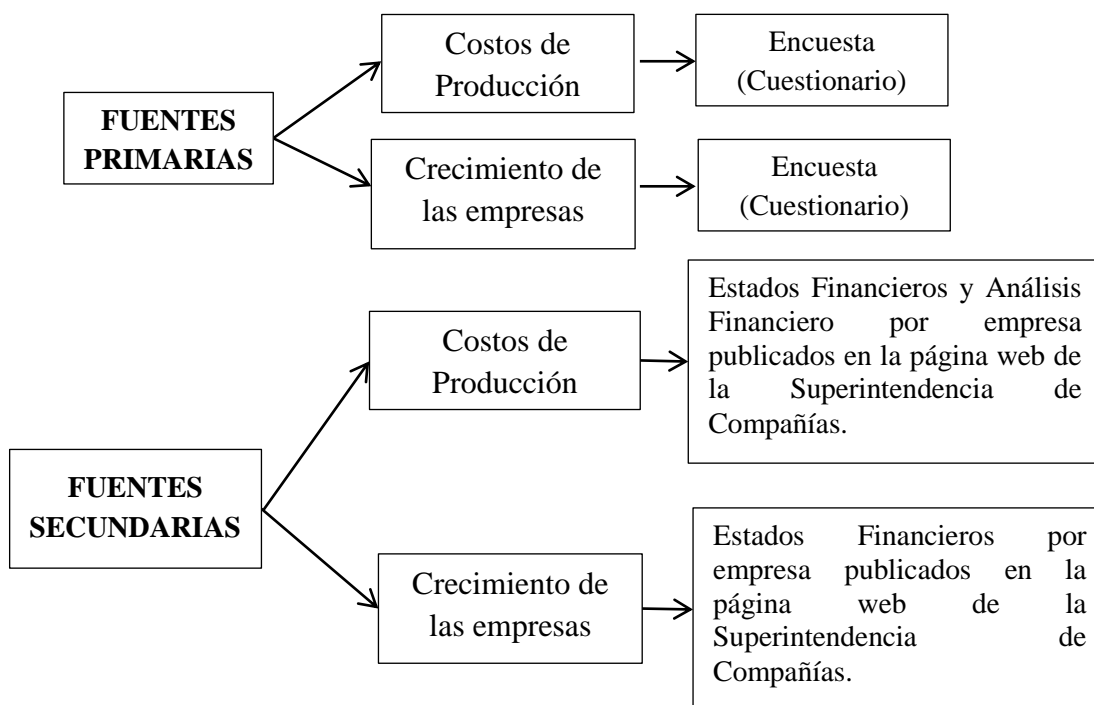 FUENTES
PRIMARIAS
Costos de
Producción
Encuesta
(Cuestionario)
Crecimiento de
las empresas
Encuesta
(Cuestionario)
FUENTES
SECUNDARIAS
Costos de
Producción
Estados Financieros y Análisis
Financiero por empresa
publicados en la página web de
la Superintendencia de
Compañías.
Crecimiento de
las empresas
Estados Financieros por
empresa publicados en la
página web de la
Superintendencia de
Compañías.